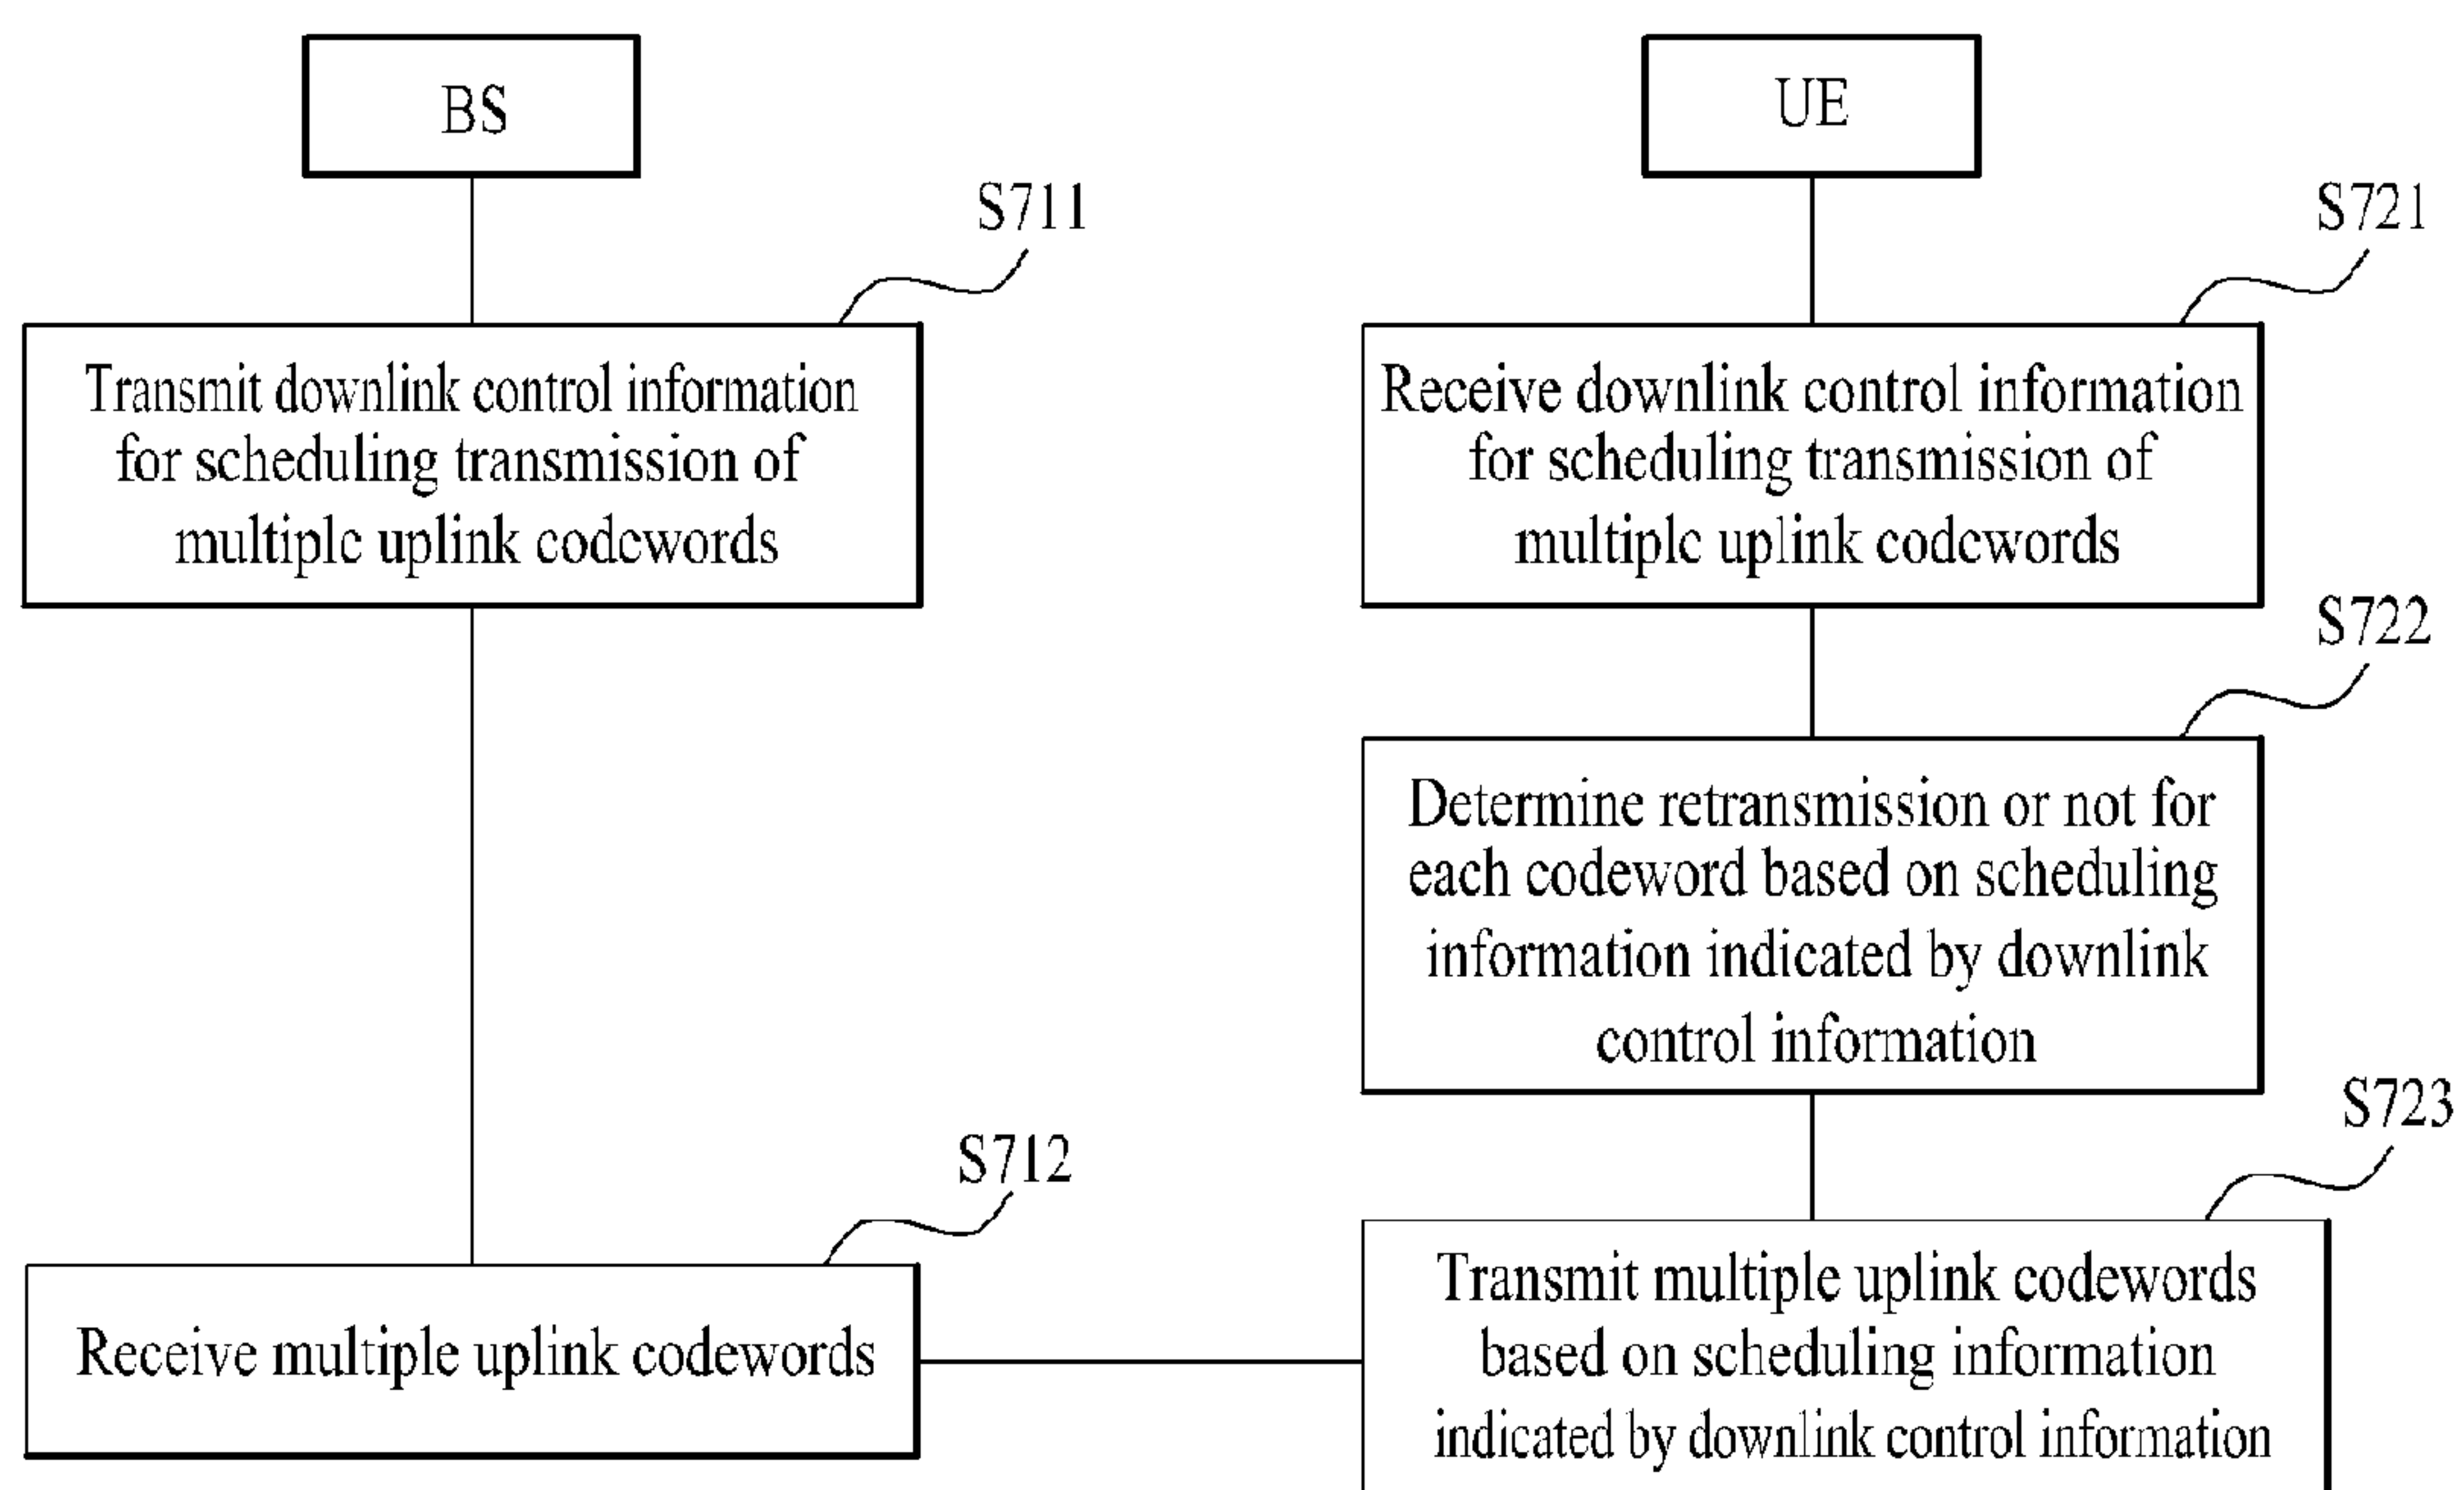 BS
UE
S711
S721
Transmit downlink control information
for scheduling transmission of
multiple uplink codewords
Receive downlink control information
for scheduling transmission of
multiple uplink codewords
S722
Determine retransmission or not for
each codeword based on scheduling
information indicated by downlink
control information
S712
S723
Receive multiple uplink codewords
Transmit multiple uplink codewords
based on scheduling information
indicated by downlink control information